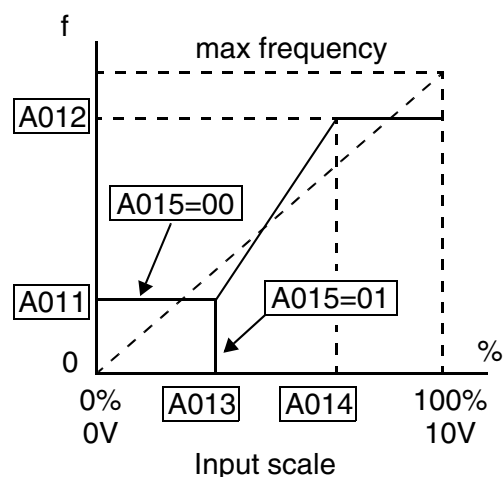 f
max frequency
A012
A015=00
A011
A015=01
0
%
0% A013 A014 100%
0V 10V
Input scale